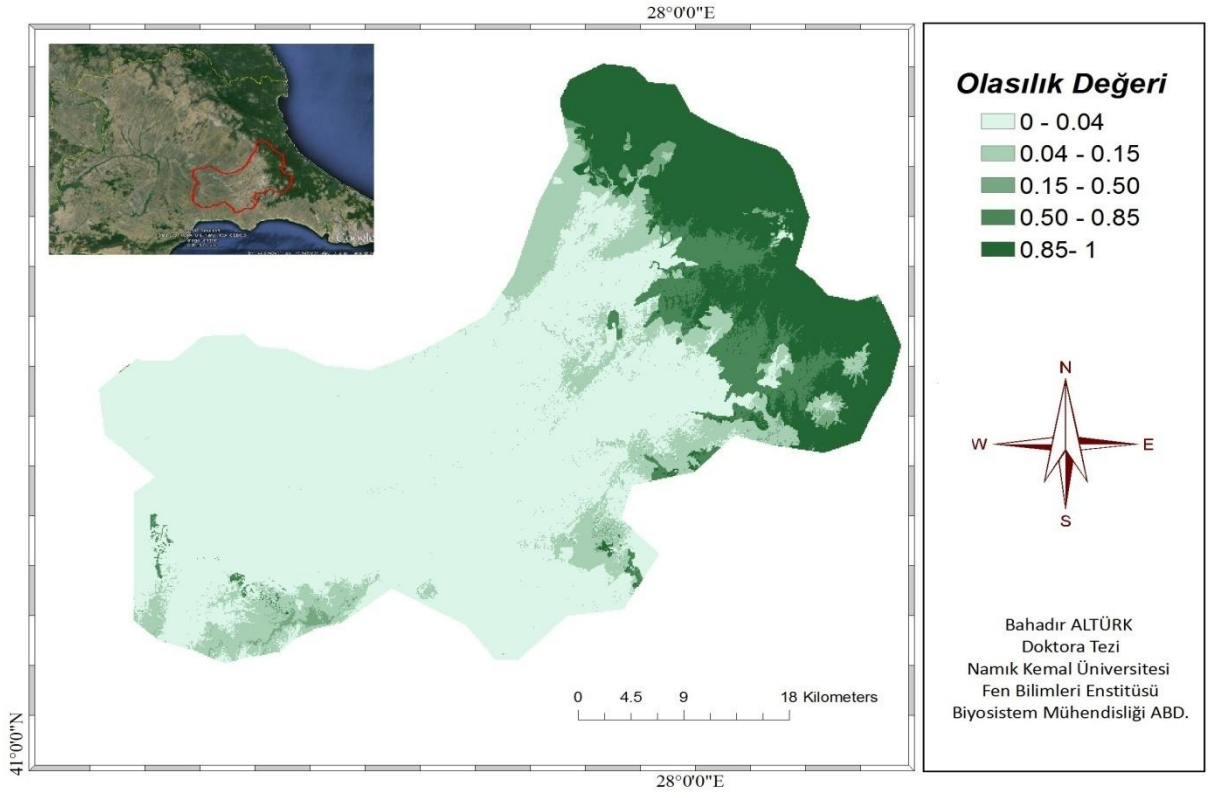 28°0'0"E
Google
Olasılık Değeri
0 - 0.04
0.04 - 0.15
0.15 - 0.50
0.50 - 0.85
0.85- 1
N
W E
S
0 4.5 9 18 Kilometers
Bahadır ALTÜRK
Doktora Tezi
Namık Kemal Üniversitesi
Fen Bilimleri Enstitüsü
Biyosistem Mühendisliği ABD.
41°0'0"N
28°0'0"E